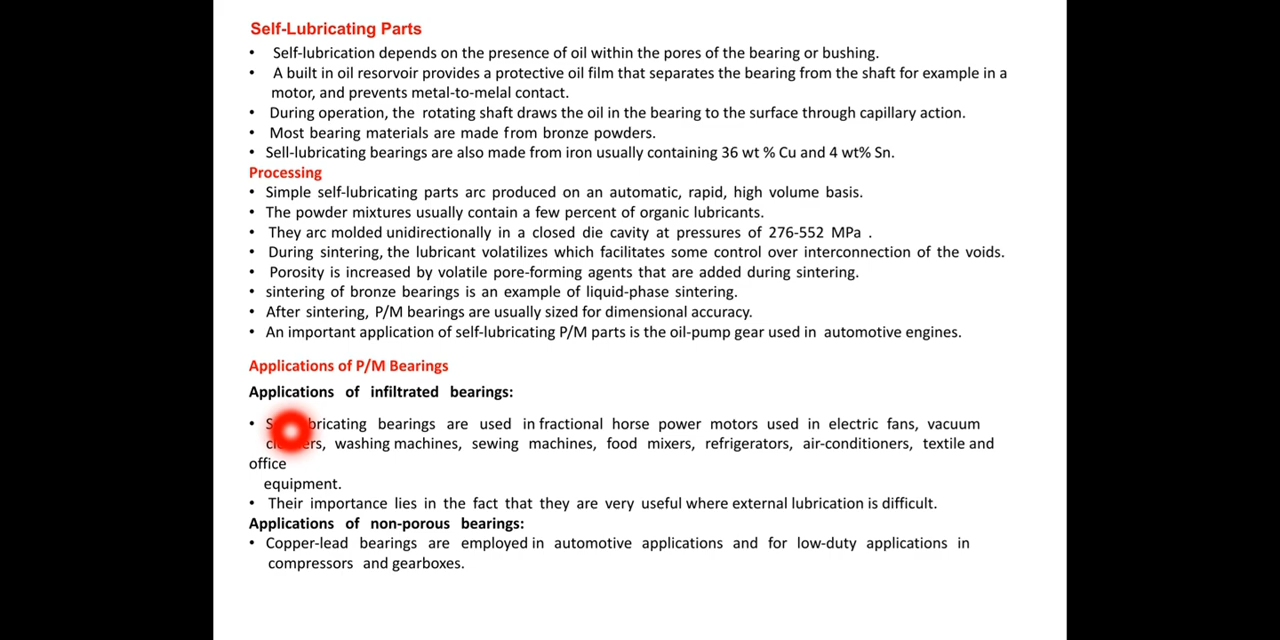 Self-Lubricating Parts
• Self-lubrication depends on the presence of oil within the pores of the bearing or bushing.
• A built in oil resorvoir provides a protective oil film that separates the bearing from the shaft for example in a
motor, and prevents metal-to-melal contact.
• During operation, the rotating shaft draws the oil in the bearing to the surface through capillary action.
• Most bearing materials are made from bronze powders.
• Sell-lubricating bearings are also made from iron usually containing 36 wt % Cu and 4 wt% Sn.
Processing
• Simple self-lubricating parts arc produced on an automatic, rapid, high volume basis.
• The powder mixtures usually contain a few percent of organic lubricants.
• They arc molded unidirectionally in a closed die cavity at pressures of 276-552 MPa .
• During sintering, the lubricant volatilizes which facilitates some control over interconnection of the voids.
• Porosity is increased by volatile pore-forming agents that are added during sintering.
• sintering of bronze bearings is an example of liquid-phase sintering.
• After sintering, P/M bearings are usually sized for dimensional accuracy.
• An important application of self-lubricating P/M parts is the oil-pump gear used in automotive engines.
Applications of P/M Bearings
Applications of infiltrated bearings:
• bearings are used in fractional horse power motors used in electric fans, vacuum
washing machines, sewing machines, food mixers, refrigerators, air-conditioners, textile and
office
equipment.
• Their importance lies in the fact that they are very useful where external lubrication is difficult.
Applications of non-porous bearings:
• Copper-lead bearings are employed in automotive applications and for low-duty applications in
compressors and gearboxes.